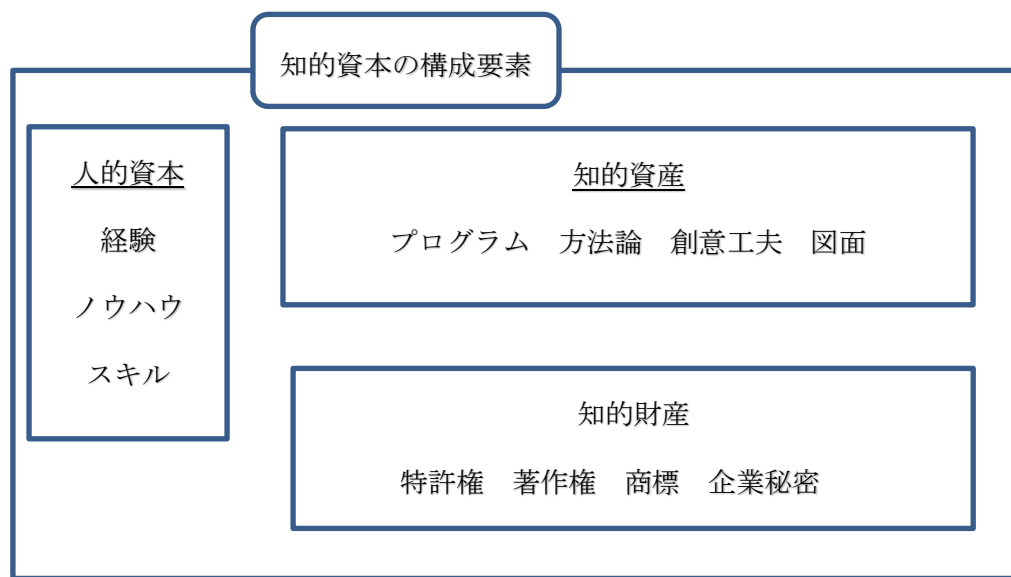 知的資本の構成要素
人的資本
経験
ノウハウ
スキル
知的資産
プログラム 方法論 創意工夫 図面
知的財産
特許権 著作権 商標 企業秘密